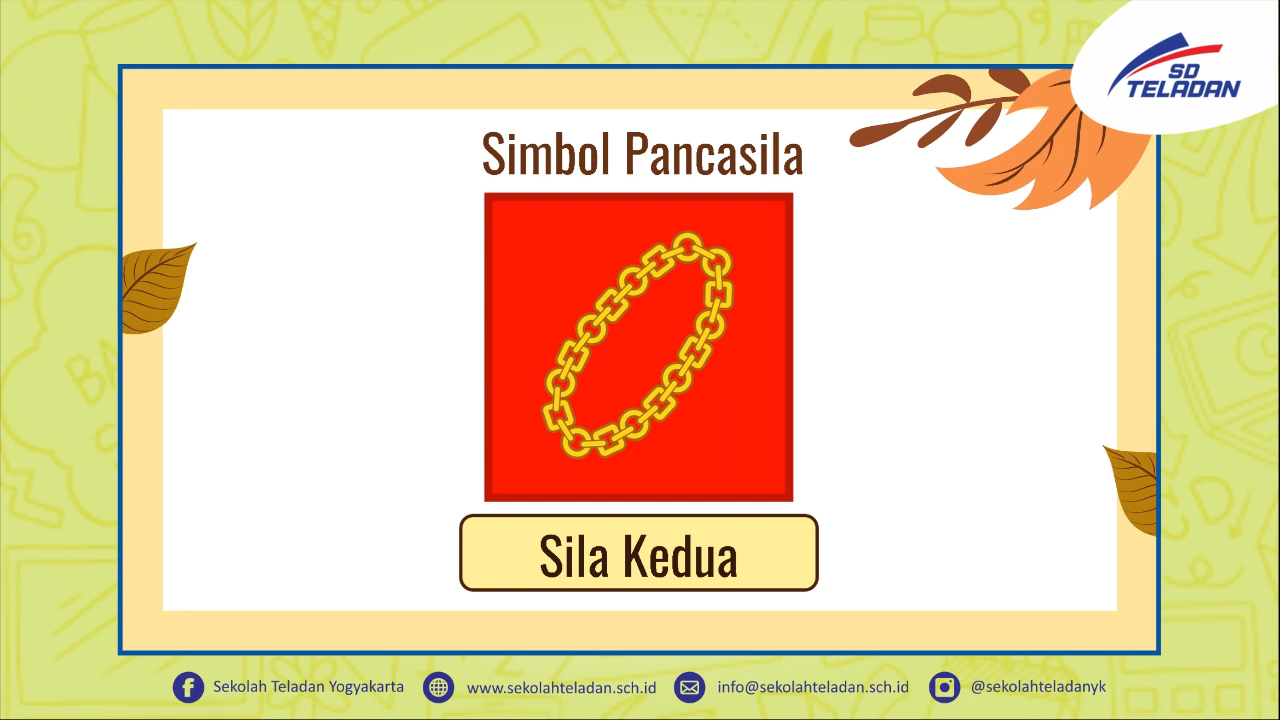 SD
TELADAN
Simbol Pancasila
Sila Kedua
Sekolah Teladan Yogyakarta
www.sekolahteladan.sch.id
info@sekolahteladan.sch.id
@sekolahteladanyk